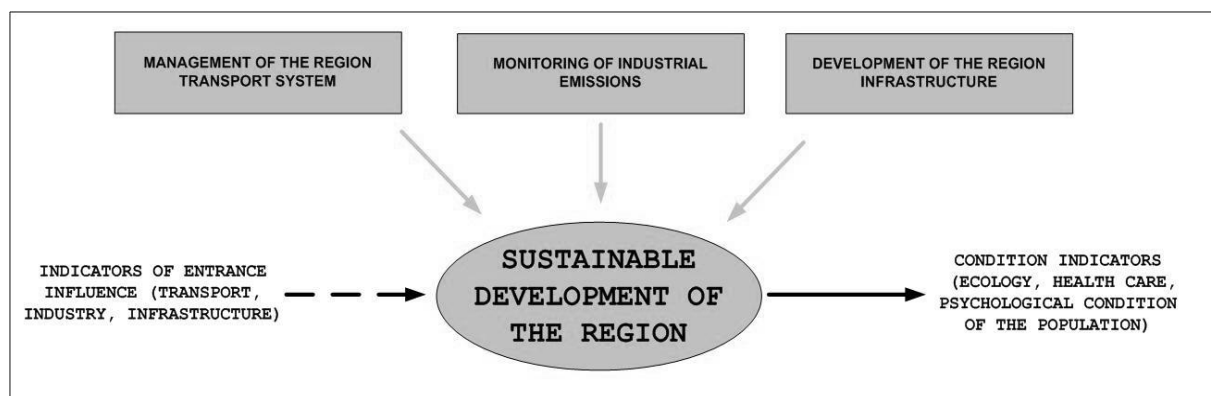 MANAGEMENT OF THE REGION
TRANSPORT SYSTEM
MONITORING OF INDUSTRIAL
EMISSIONS
DEVELOPMENT OF THE REGION
INFRASTRUCTURE
INDICATORS OF ENTRANCE
INFLUENCE (TRANSPORT,
INDUSTRY, INFRASTRUCTURE)
SUSTAINABLE
DEVELOPMENT OF
THE REGION
CONDITION INDICATORS
(ECOLOGY, HEALTH CARE,
PSYCHOLOGICAL CONDITION
OF THE POPULATION)